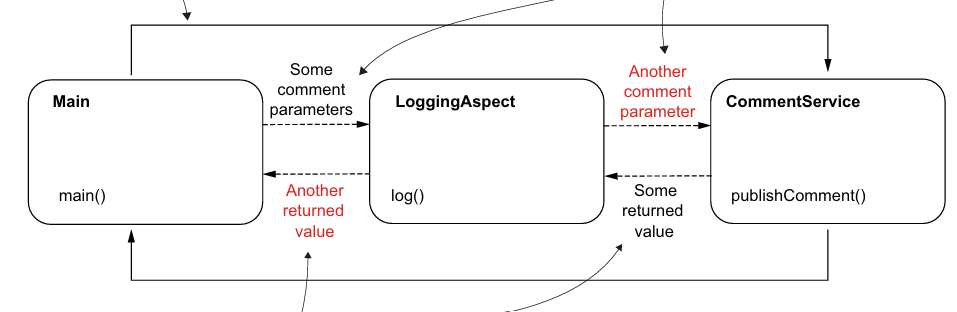 Some
comment
parameters
Another
comment
parameter
Main
LoggingAspect
CommentService
main()
Another
returned
value
log()
Some
returned
value
publishComment()